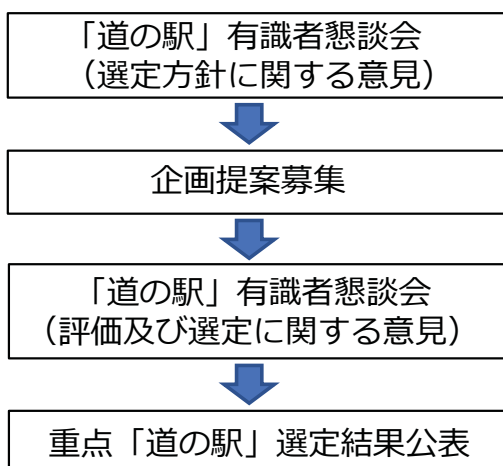 「道の駅」有識者懇談会
（選定方針に関する意見）
企画提案募集
「道の駅」有識者懇談会
（評価及び選定に関する意見）
重点「道の駅」選定結果公表